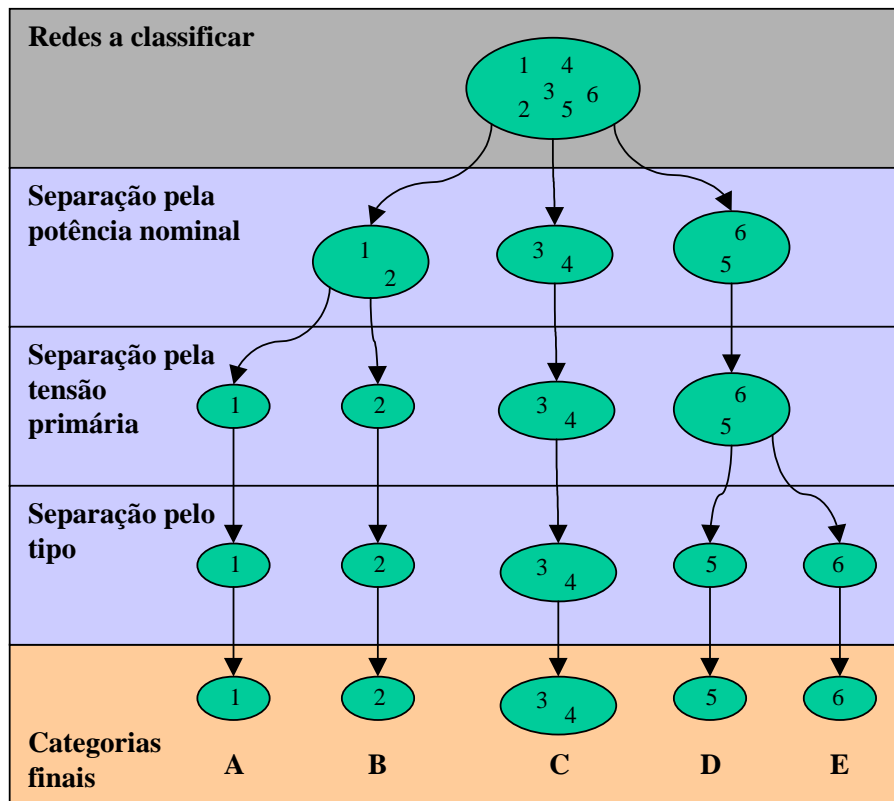 Redes a classificar
1 4
3 6
2 5
Separação pela
potência nominal
1
2
3
4
6
5
Separação pela
tensão
primária
1
2
3
4
6
5
Separação pelo
tipo
1
2
3
4
5
6
1
2
3
4
5
6
Categorias
finais
A B C D E